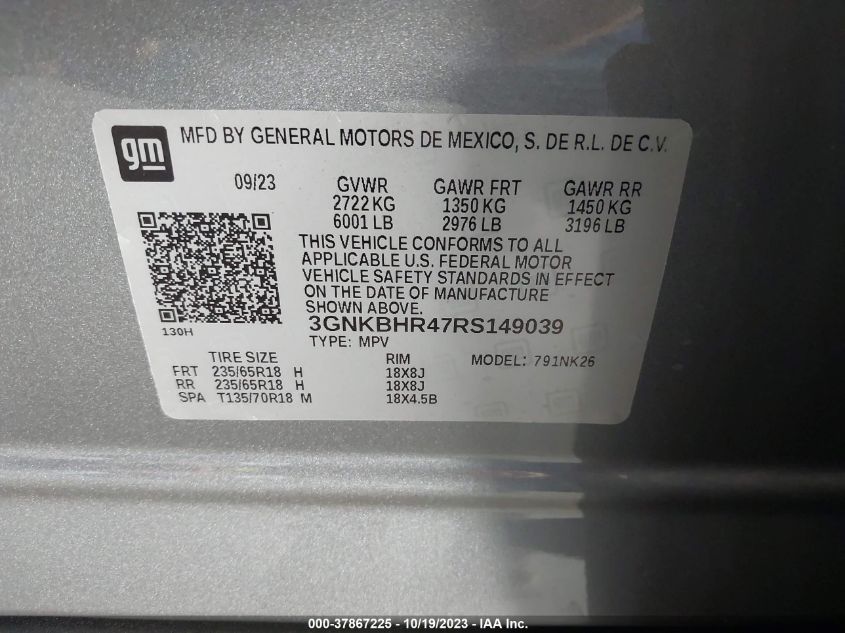 gm
MFD BY GENERAL MOTORS DE MEXICO, S. DE R.L. DE C.V.
09/23 GVWR GAWR FRT GAWR RR
2722 KG 1350 KG 1450 KG
6001 LB 2976 LB 3196 LB
THIS VEHICLE CONFORMS TO ALL
APPLICABLE U.S. FEDERAL MOTOR
VEHICLE SAFETY STANDARDS IN EFFECT
ON THE DATE OF MANUFACTURE
SHOWN ABOVE.
130H
3GNKBHR47RS149039
TYPE: MPV
TIRE SIZE RIM MODEL: 791NK26
FRT 235/65R18 H 18X8J
RR 235/65R18 H 18X8J
SPA T135/70R18 M 18X4.5B
000-37867225 - 10/19/2023 - IAA Inc.